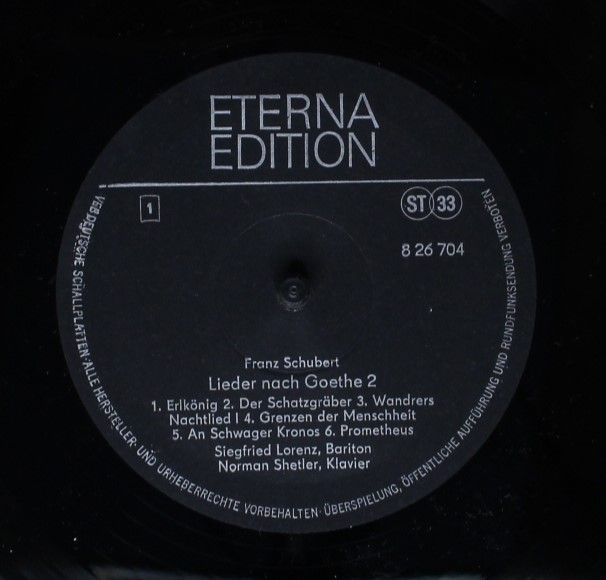 ETERNA
EDITION
1
ST 33
8 26 704
Franz Schubert
Lieder nach Goethe 2
1. Erlkönig 2. Der Schatzgräber 3. Wandrers
Nachtlied I 4. Grenzen der Menschheit
5. An Schwager Kronos 6. Prometheus
Siegfried Lorenz, Bariton
Norman Shetler, Klavier
VEB DEUTSCHE SCHALLPLATTEN · ALLE HERSTELLER- UND URHEBERRECHTE VORBEHALTEN · ÜBERSPIELUNG, ÖFFENTLICHE AUFFÜHRUNG UND RUNDFUNKSENDUNG VERBOTEN